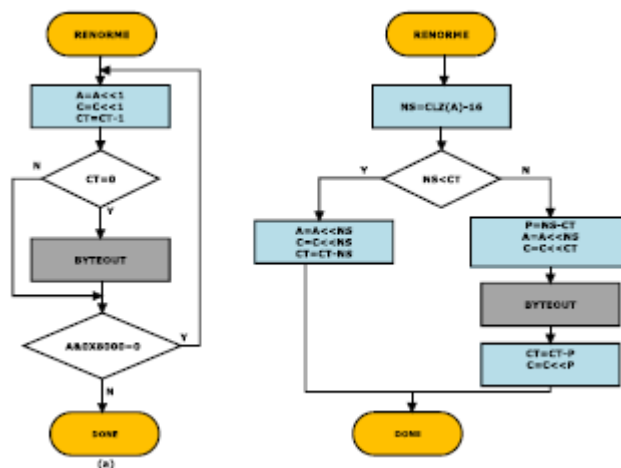 RENORME
A=A<<1
C=C<<1
CT=CT-1
N
CT=0
Y
BYTEOUT
A&0X8000=0
Y
N
DONE
(a)
RENORME
NS=CLZ(A)-16
Y
NS<CT
N
A=A<<NS
C=C<<NS
CT=CT-NS
P=NS-CT
A=A<<NS
C=C<<CT
BYTEOUT
CT=CT-P
C=C<<P
DONE